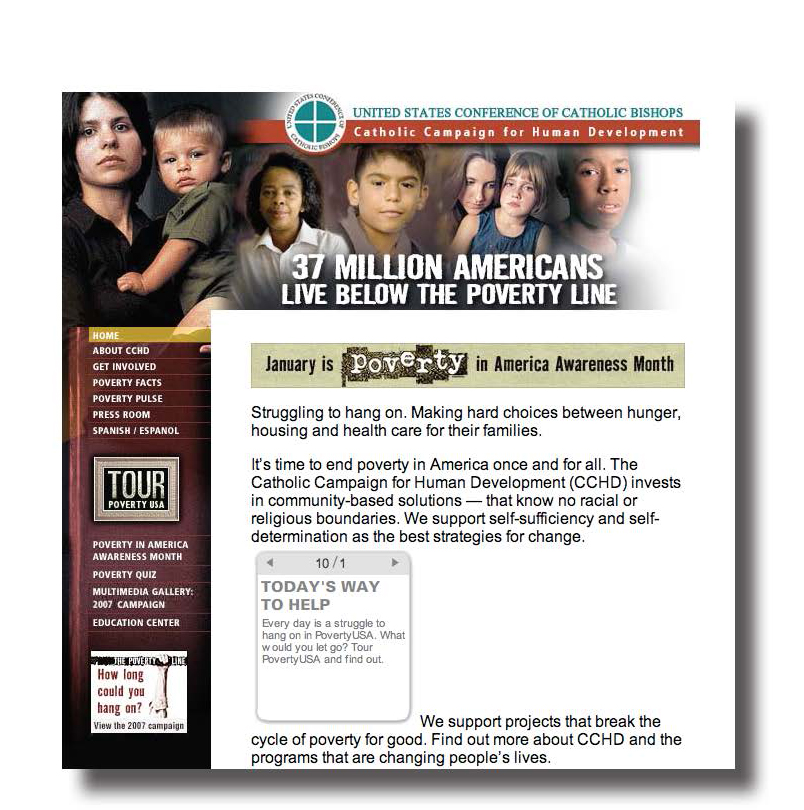 UNITED STATES CONFERENCE OF CATHOLIC BISHOPS
UNITED STATES CONFERENCE OF CATHOLIC BISHOPS
Catholic Campaign for Human Development
37 MILLION AMERICANS
LIVE BELOW THE POVERTY LINE
HOME
ABOUT CCHD
GET INVOLVED
POVERTY FACTS
POVERTY PULSE
PRESS ROOM
SPANISH / ESPANOL
TOUR
POVERTY USA
POVERTY IN AMERICA
AWARENESS MONTH
POVERTY QUIZ
MULTIMEDIA GALLERY:
2007 CAMPAIGN
EDUCATION CENTER
THE POVERTY LINE
How long
could you
hang on?
View the 2007 campaign
January is poverty in America Awareness Month
Struggling to hang on. Making hard choices between hunger,
housing and health care for their families.
It's time to end poverty in America once and for all. The
Catholic Campaign for Human Development (CCHD) invests
in community-based solutions — that know no racial or
religious boundaries. We support self-sufficiency and self-
determination as the best strategies for change.
10 / 1
TODAY'S WAY
TO HELP
Every day is a struggle to
hang on in PovertyUSA. What
would you let go? Tour
PovertyUSA and find out.
We support projects that break the
cycle of poverty for good. Find out more about CCHD and the
programs that are changing people's lives.